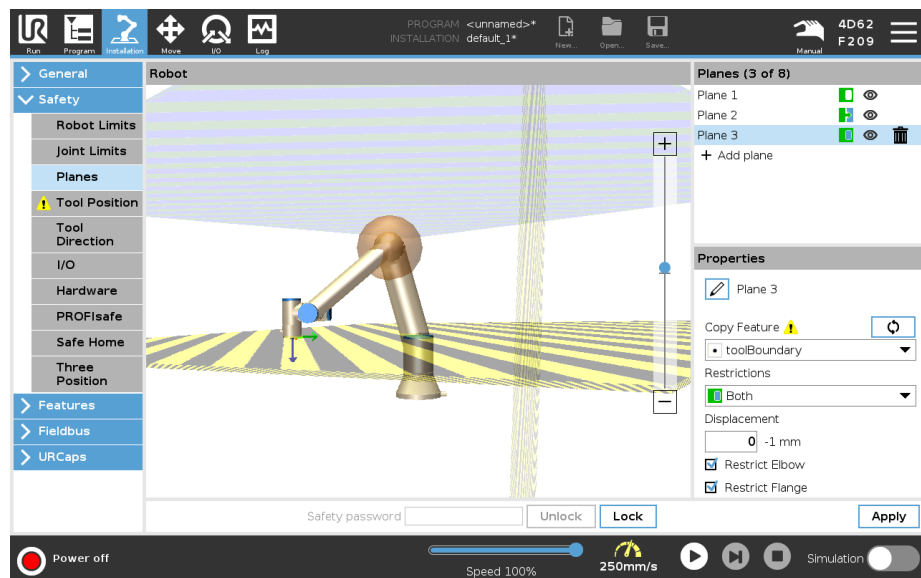 PROGRAM <unnamed>*
INSTALLATION default_1*
Run
Program
Installation
Move
I/O
Log
New...
Open...
Save...
Manual
4D62
F209
General
Safety
Robot Limits
Joint Limits
Planes
Tool Position
Tool
Direction
I/O
Hardware
PROFIsafe
Safe Home
Three
Position
Features
Fieldbus
URCaps
Robot
Planes (3 of 8)
Plane 1
Plane 2
Plane 3
+ Add plane
Properties
Plane 3
Copy Feature
toolBoundary
Restrictions
Both
Displacement
0 -1 mm
Restrict Elbow
Restrict Flange
Safety password
Unlock
Lock
Apply
Power off
Speed 100%
250mm/s
Simulation